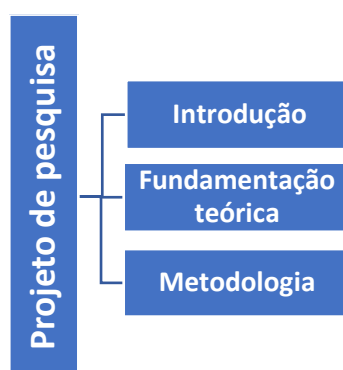 Projeto de pesquisa
Introdução
Fundamentação
teórica
Metodologia